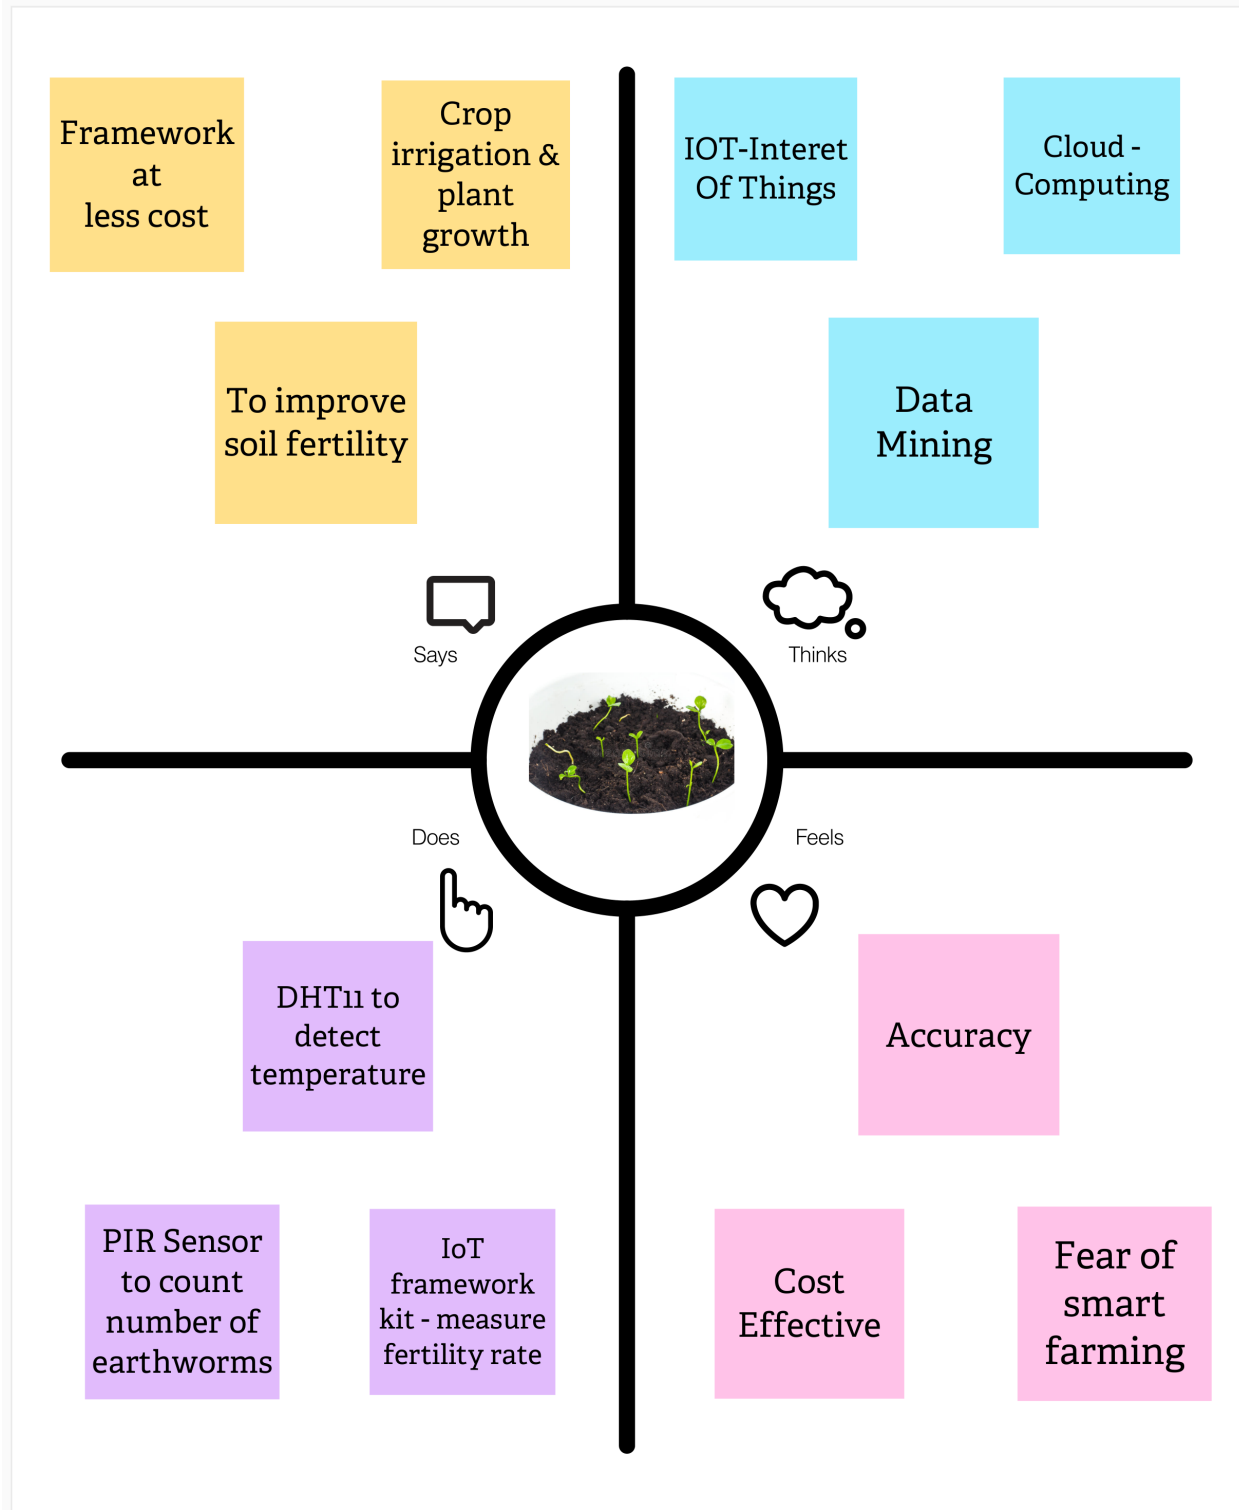 Framework
at
less cost
Crop
irrigation &
plant
growth
To improve
soil fertility
Says
IOT-Interet
Of Things
Cloud -
Computing
Data
Mining
Thinks
Does
DHT11 to
detect
temperature
PIR Sensor
to count
number of
earthworms
IoT
framework
kit - measure
fertility rate
Feels
Accuracy
Cost
Effective
Fear of
smart
farming